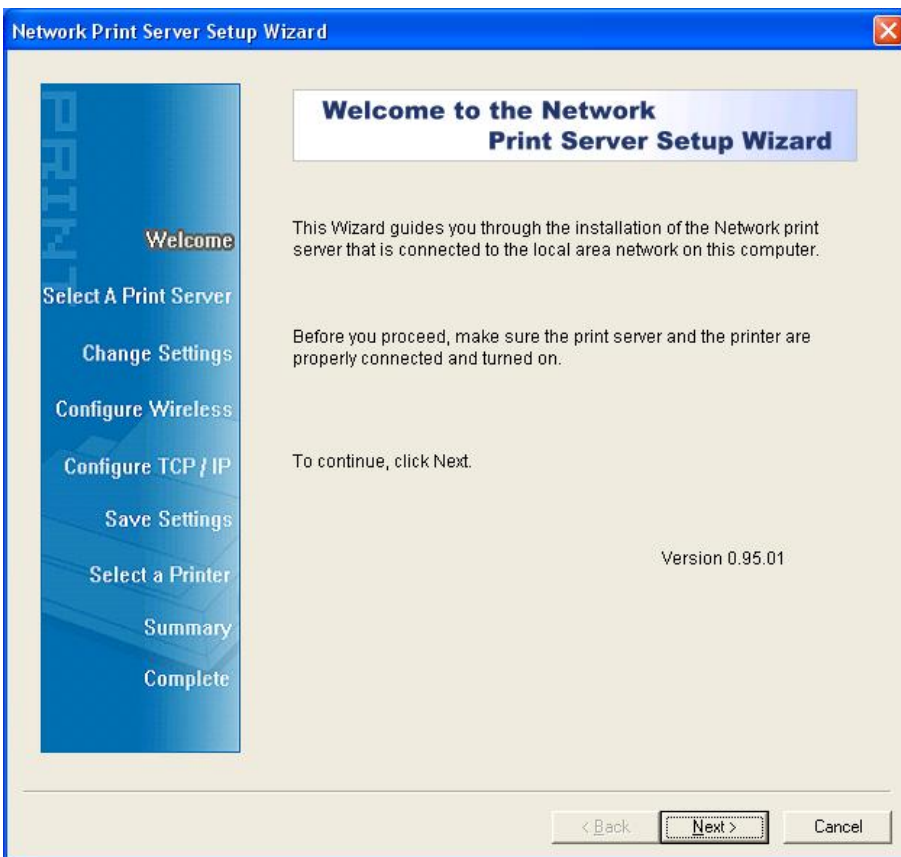 Network Print Server Setup Wizard
PRINT
Welcome
Select A Print Server
Change Settings
Configure Wireless
Configure TCP / IP
Save Settings
Select a Printer
Summary
Complete
Welcome to the Network
Print Server Setup Wizard
This Wizard guides you through the installation of the Network print
server that is connected to the local area network on this computer.
Before you proceed, make sure the print server and the printer are
properly connected and turned on.
To continue, click Next.
Version 0.95.01
< Back
Next >
Cancel